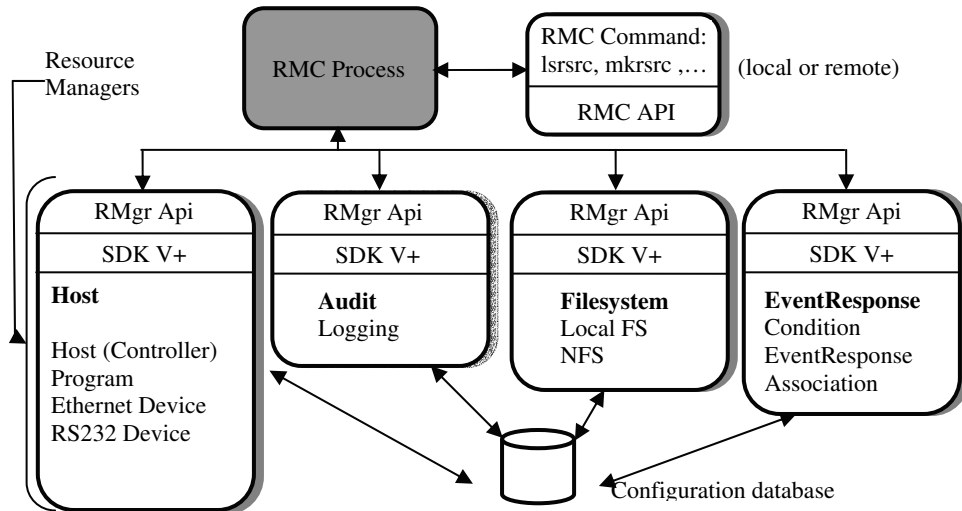 Resource
Managers
RMC Process
RMC Command:
lsrsrc, mkrsrc ,…
RMC API
(local or remote)
RMgr Api
SDK V+
Host
Host (Controller)
Program
Ethernet Device
RS232 Device
RMgr Api
SDK V+
Audit
Logging
RMgr Api
SDK V+
Filesystem
Local FS
NFS
RMgr Api
SDK V+
EventResponse
Condition
EventResponse
Association
Configuration database